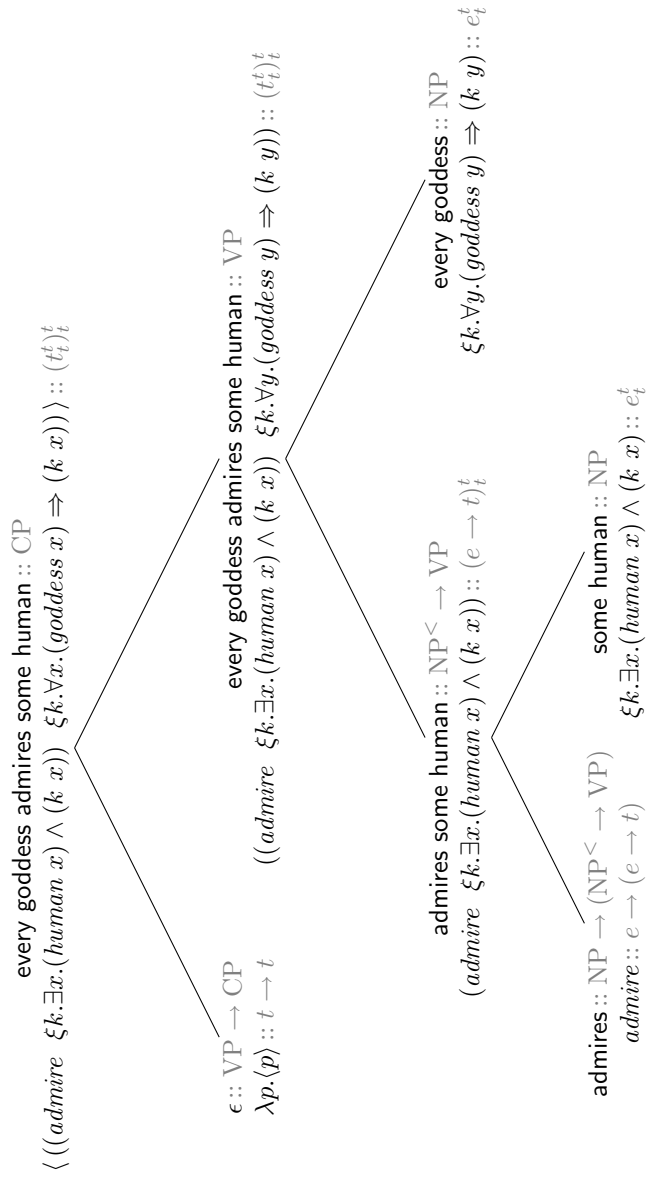 every goddess admires some human :: CP
⟨ ((admire ξk.∃x.(human x) ∧ (k x)) ξk.∀x.(goddess x) ⇒ (k x)) ⟩ :: (t_t^t)_t^t
ϵ :: VP → CP
λp.⟨p⟩ :: t → t
every goddess admires some human :: VP
((admire ξk.∃x.(human x) ∧ (k x)) ξk.∀y.(goddess y) ⇒ (k y)) :: (t_t^t)_t^t
admires some human :: NP^< → VP
(admire ξk.∃x.(human x) ∧ (k x)) :: (e → t)_t^t
every goddess :: NP
ξk.∀y.(goddess y) ⇒ (k y) :: e_t^t
admires :: NP → (NP^< → VP)
admire :: e → (e → t)
some human :: NP
ξk.∃x.(human x) ∧ (k x) :: e_t^t